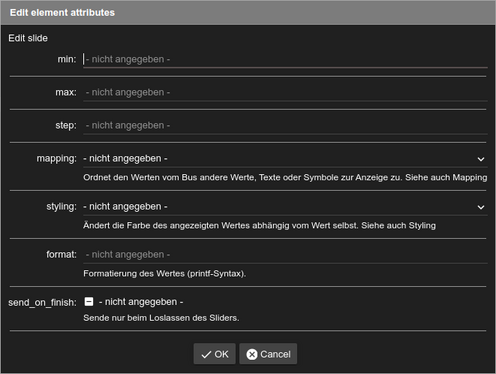 Edit element attributes
Edit slide
min: - nicht angegeben -
max: - nicht angegeben -
step: - nicht angegeben -
mapping: - nicht angegeben -
Ordnet den Werten vom Bus andere Werte, Texte oder Symbole zur Anzeige zu. Siehe auch Mapping
styling: - nicht angegeben -
Ändert die Farbe des angezeigten Wertes abhängig vom Wert selbst. Siehe auch Styling
format: - nicht angegeben -
Formatierung des Wertes (printf-Syntax).
send_on_finish: - nicht angegeben -
Sende nur beim Loslassen des Sliders.
OK Cancel